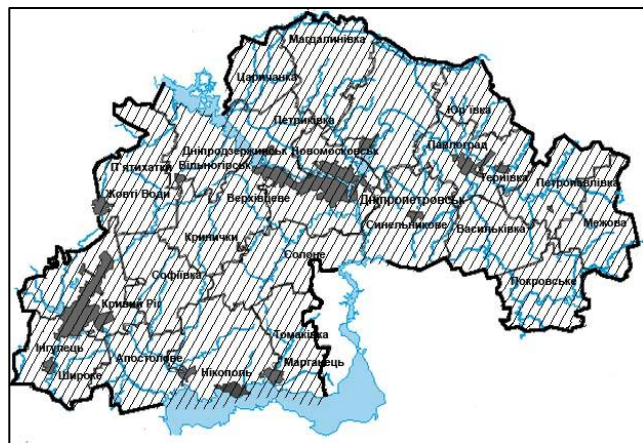 Магдалинівка
Царичанка
Юр`ївка
Петриківка
Дніпродзержинськ
Новомосковськ
Павлоград
П`ятихатки
Вільногірськ
Тернівка
Петропавлівка
Жовті Води
Верхівцеве
Дніпропетровськ
Синельникове
Васильківка
Межова
Кринички
Солоне
Софіївка
Покровське
Кривий Ріг
Томаківка
Інгулець
Апостолове
Марганець
Широке
Нікополь